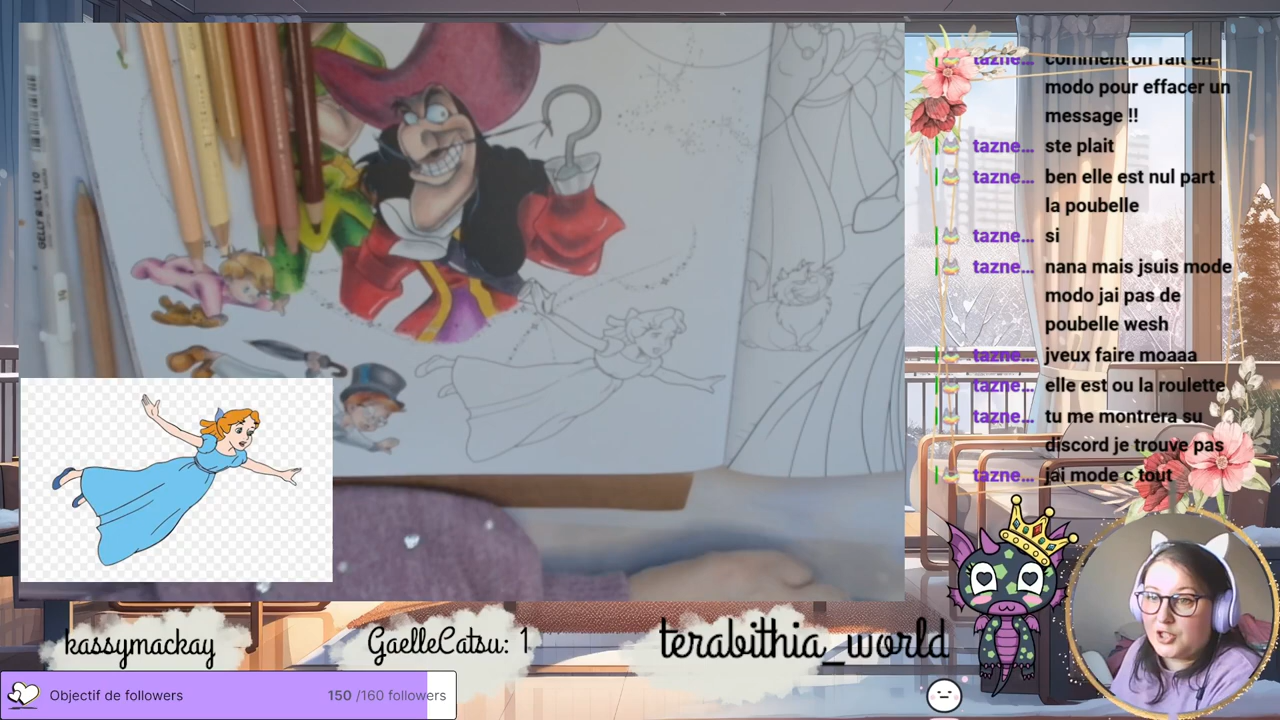 GELLY ROLL 10
tazne... comment on fait en
modo pour effacer un
message !!
tazne... ste plait
tazne... ben elle est nul part
la poubelle
tazne... si
tazne... nana mais jsuis mode
modo jai pas de
poubelle wesh
tazne... jveux faire moaaa
tazne... elle est ou la roulette
tazne... tu me montrera su
discord je trouve pas
tazne... jai mode c tout
kassymackay
GaelleCatsu: 1
terabithia_world
Objectif de followers
150 /160 followers